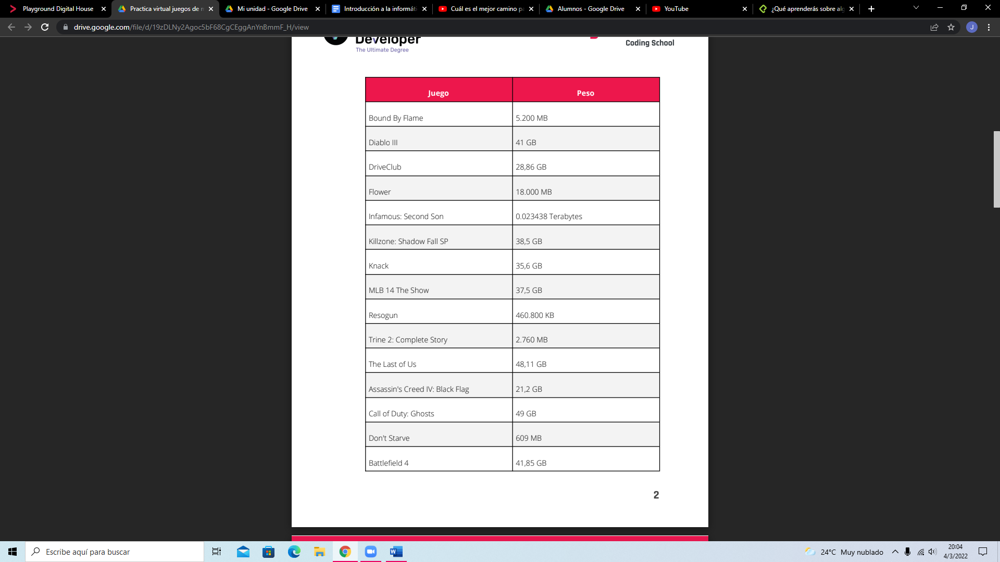 Playground Digital House
Practica virtual juegos de r
Mi unidad - Google Drive
Introducción a la informáti
Cuál es el mejor camino pa
Alumnos - Google Drive
YouTube
¿Qué aprenderás sobre alg
drive.google.com/file/d/19zDLNy2Agoc5bF68CgCEggAnYnBmmF_H/view
J
Developer
The Ultimate Degree
Coding School
Juego Peso
Bound By Flame 5.200 MB
Diablo III 41 GB
DriveClub 28,86 GB
Flower 18.000 MB
Infamous: Second Son 0.023438 Terabytes
Killzone: Shadow Fall SP 38,5 GB
Knack 35,6 GB
MLB 14 The Show 37,5 GB
Resogun 460.800 KB
Trine 2: Complete Story 2.760 MB
The Last of Us 48,11 GB
Assassin's Creed IV: Black Flag 21,2 GB
Call of Duty: Ghosts 49 GB
Don't Starve 609 MB
Battlefield 4 41,85 GB
2
Escribe aquí para buscar
W
24°C Muy nublado
20:04
4/3/2022